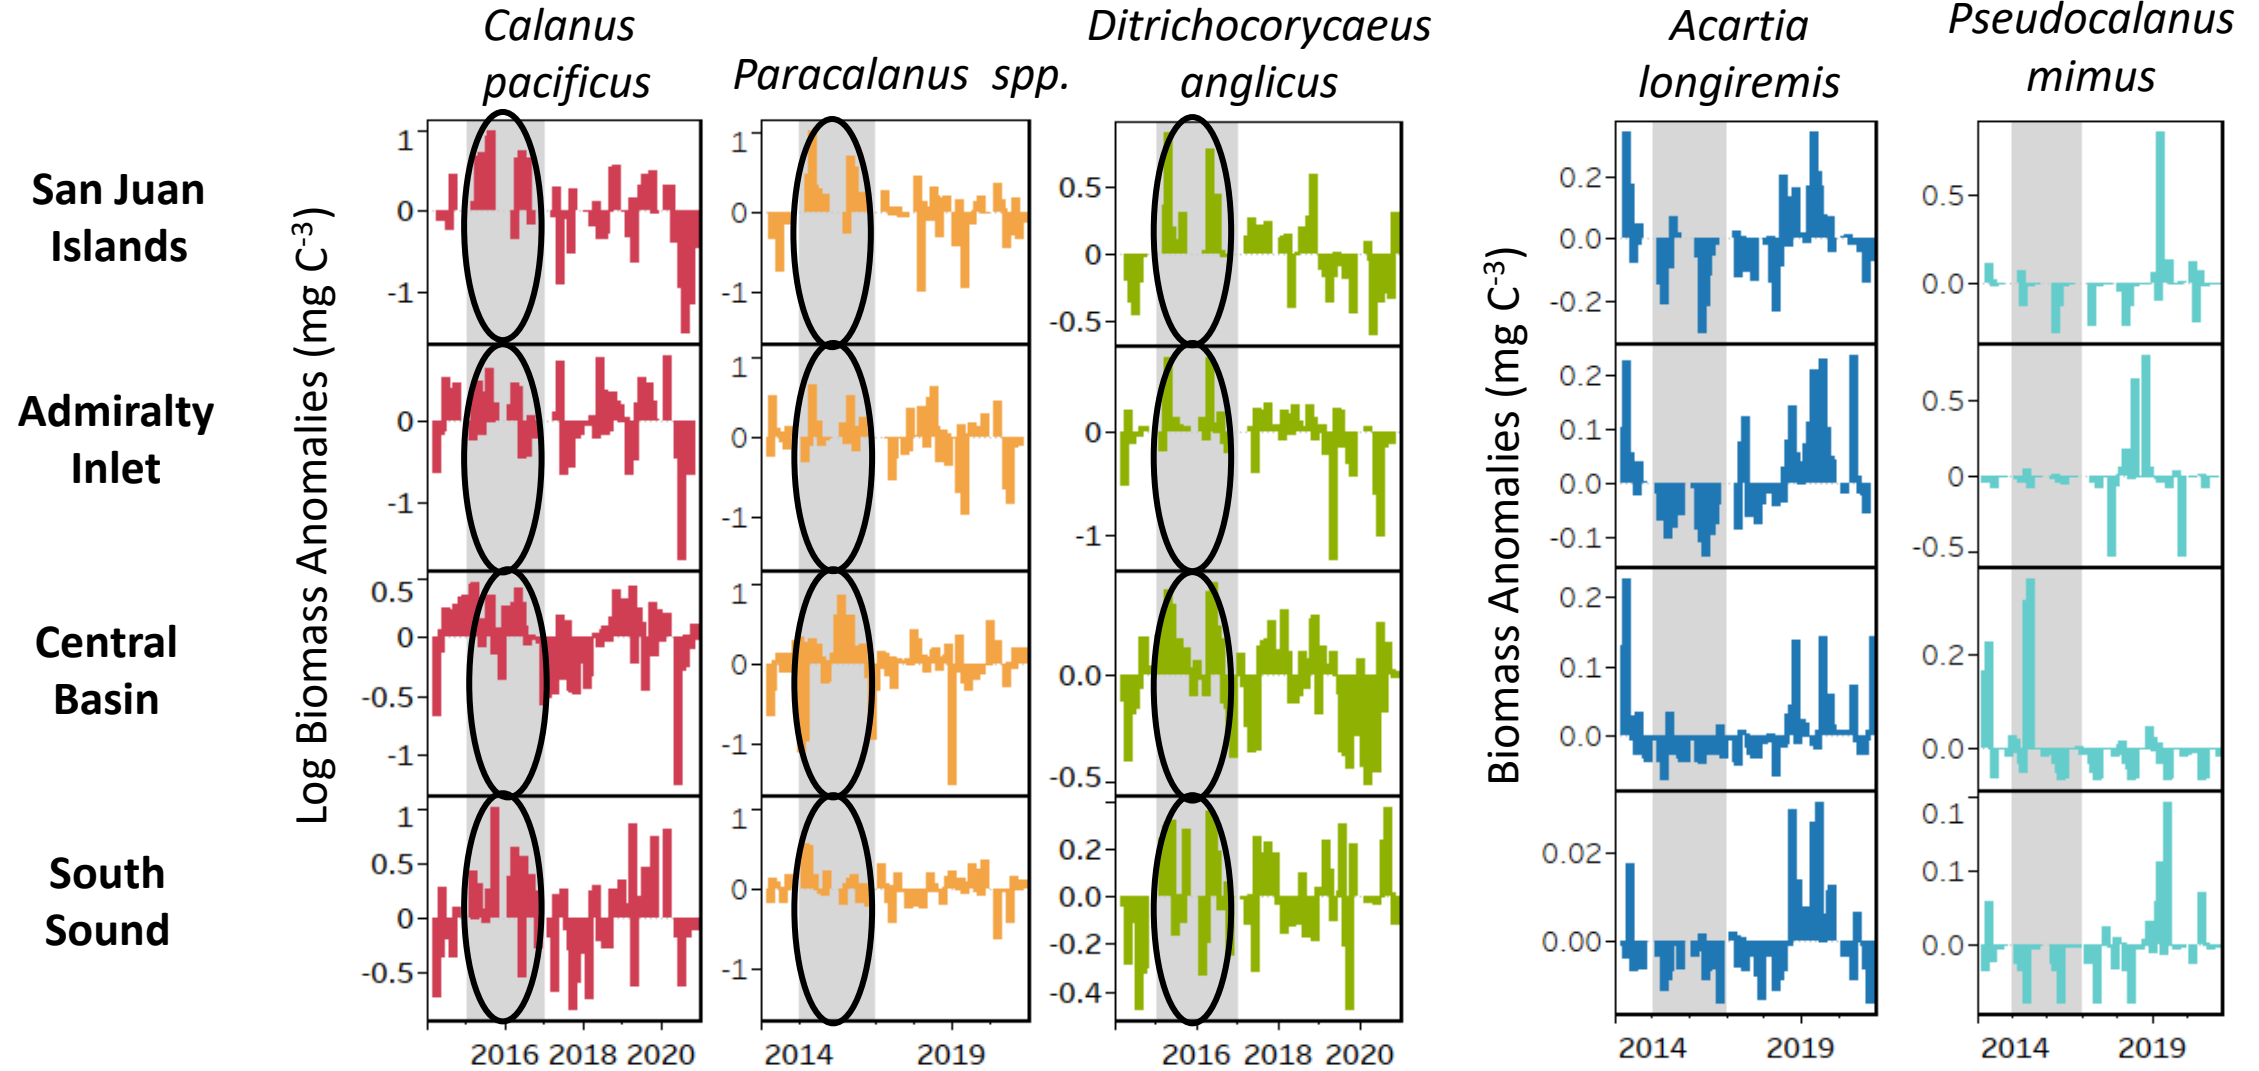 Calanus
pacificus
Paracalanus spp.
Ditrichocorycaeus
anglicus
Acartia
longiremis
Pseudocalanus
mimus
San Juan
Islands
Admiralty
Inlet
Central
Basin
South
Sound
Log Biomass Anomalies (mg C-3)
1
0
-1
0
-1
0.5
0
-0.5
-1
1
0.5
0
-0.5
2016 2018 2020
1
0
-1
1
0
-1
1
0
-1
1
0
-1
2014 2019
0.5
0
-0.5
0
-1
0.0
-0.5
0.2
0.0
-0.2
-0.4
2016 2018 2020
Biomass Anomalies (mg C-3)
0.2
0.0
-0.2
0.2
0.1
0.0
-0.1
0.2
0.1
0.0
0.02
0.00
2014 2019
0.5
0.0
0.5
0
-0.5
0.2
0.0
0.1
0.1
0.0
2014 2019